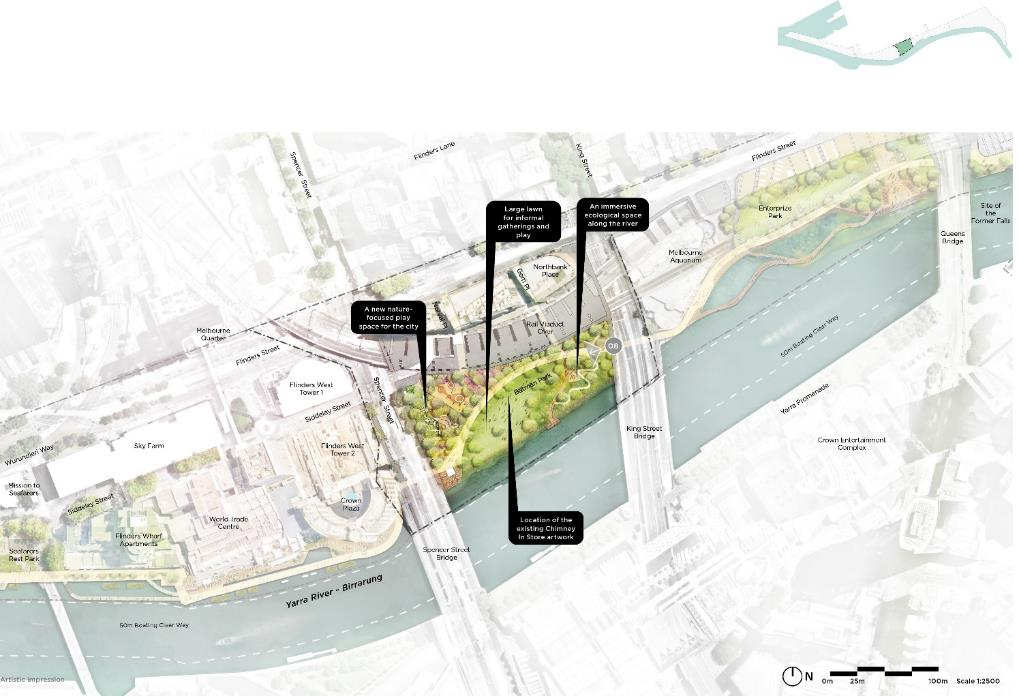 Flinders Lane
Spencer Street
King Street
Flinders Street
Large lawn
for informal
gatherings and
play
An immersive
ecological space
along the river
Enterprize
Park
Site of
the
Former Falls
Queens
Bridge
Melbourne
Aquarium
Northbank
Place
A new nature-
focused play
space for the city
Rail Viaduct
Over
Melbourne
Quarter
Flinders Street
08
50m Boating Clear Way
Flinders West
Tower 1
Spencer Street
Batman Park
Yarra Promenade
Siddeley Street
King Street
Bridge
Crown Entertainment
Complex
Sky Farm
Flinders West
Tower 2
Wurundjeri Way
Mission to
Seafarers
Siddeley Street
Crown
Plaza
World Trade
Centre
Location of the
existing Chimney
In Store artwork
Flinders Wharf
Apartments
Seafarers
Rest Park
Spencer Street
Bridge
Yarra River - Birrarung
50m Boating Clear Way
Artistic impression
N
0m 25m 100m Scale 1:2500